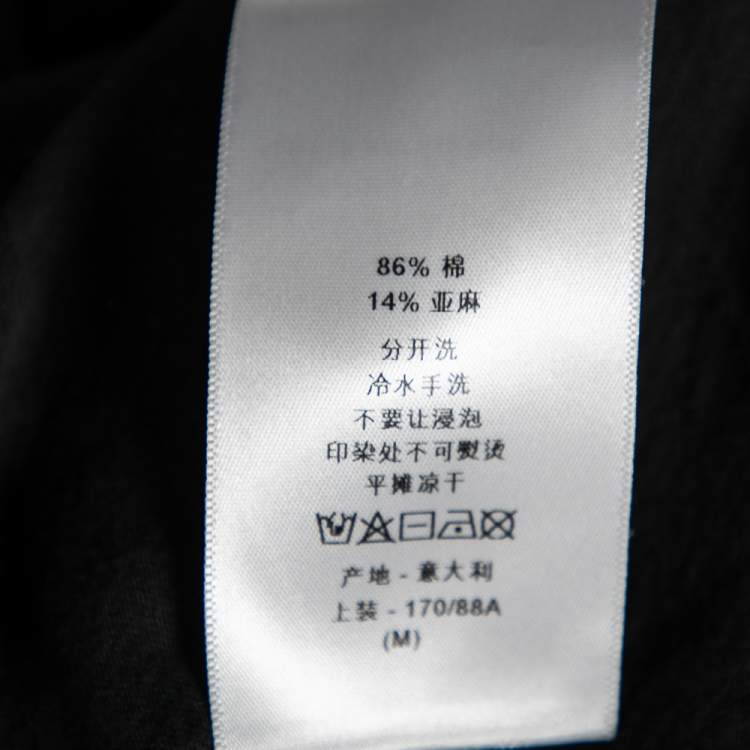 86% 棉
14% 亚麻
分开洗
冷水手洗
不要让浸泡
印染处不可熨烫
平摊凉干
产地 - 意大利
上装 - 170/88A
(M)